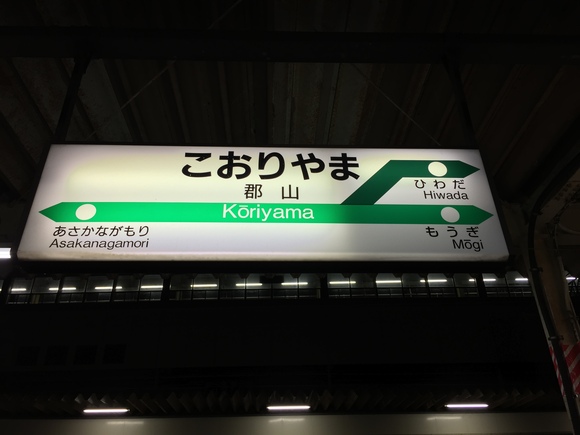 こおりやま
郡山
Kōriyama
ひわだ
Hiwada
あさかながもり
Asakanagamori
もうぎ
Mōgi